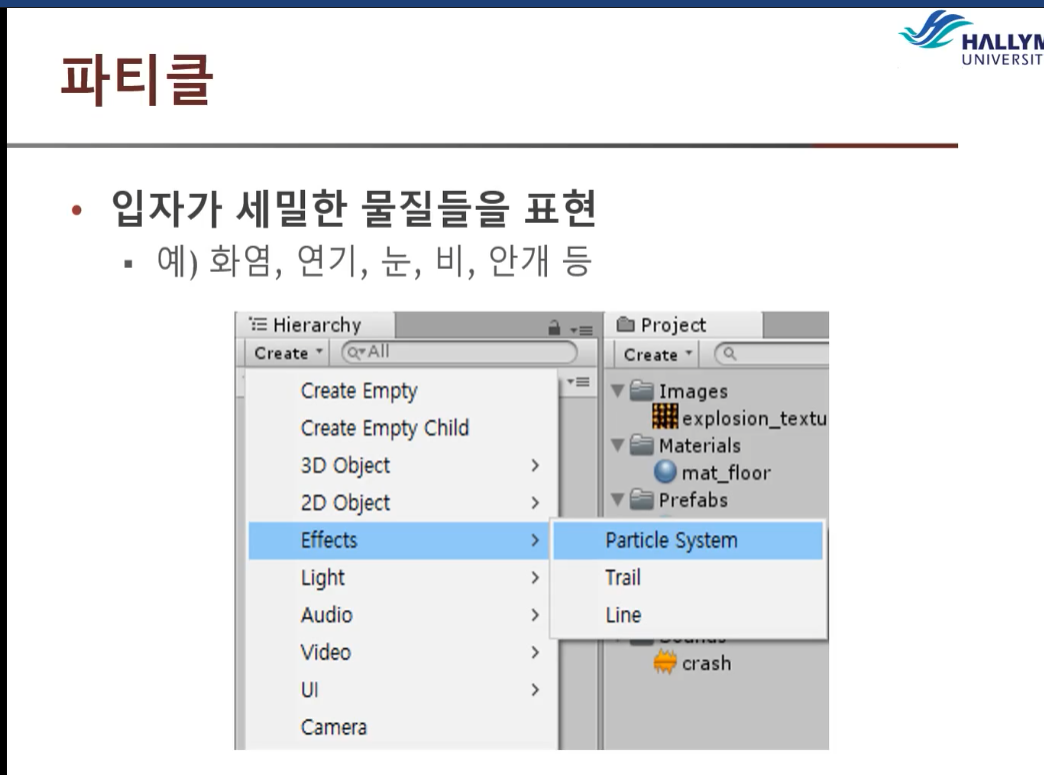 HALLYM
UNIVERSIT
파티클
• 입자가 세밀한 물질들을 표현
▪ 예) 화염, 연기, 눈, 비, 안개 등
Hierarchy
Create
All
Create Empty
Create Empty Child
3D Object
2D Object
Effects
Light
Audio
Video
UI
Camera
Particle System
Trail
Line
Project
Create
Images
explosion_textu
Materials
mat_floor
Prefabs
crash